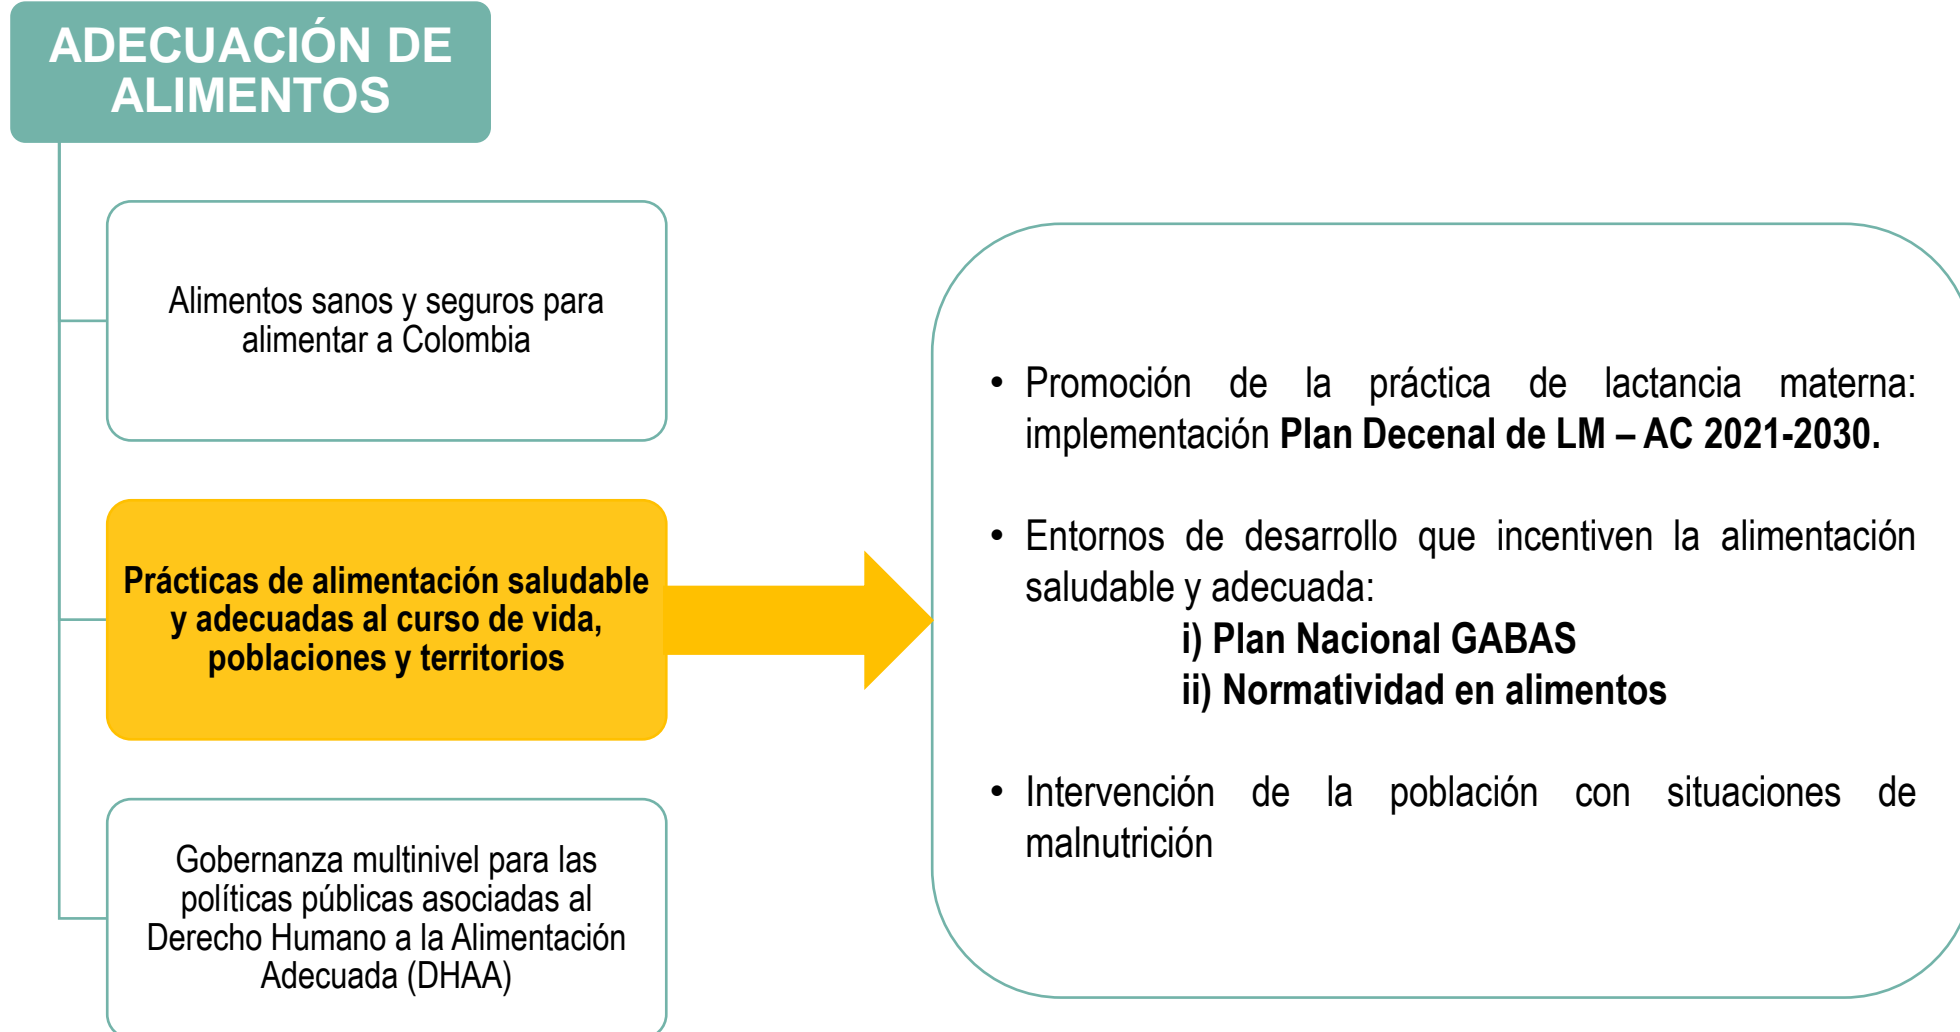 ADECUACIÓN DE
ALIMENTOS
Alimentos sanos y seguros para
alimentar a Colombia
Prácticas de alimentación saludable
y adecuadas al curso de vida,
poblaciones y territorios
Gobernanza multinivel para las
políticas públicas asociadas al
Derecho Humano a la Alimentación
Adecuada (DHAA)
• Promoción de la práctica de lactancia materna:
implementación Plan Decenal de LM – AC 2021-2030.
• Entornos de desarrollo que incentiven la alimentación
saludable y adecuada:
i) Plan Nacional GABAS
ii) Normatividad en alimentos
• Intervención de la población con situaciones de
malnutrición